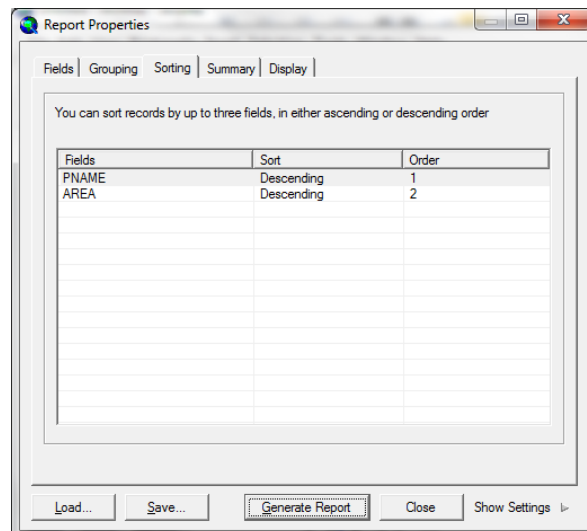 Report Properties
Fields Grouping Sorting Summary Display
You can sort records by up to three fields, in either ascending or descending order
Fields Sort Order
PNAME Descending 1
AREA Descending 2
Load... Save... Generate Report Close Show Settings